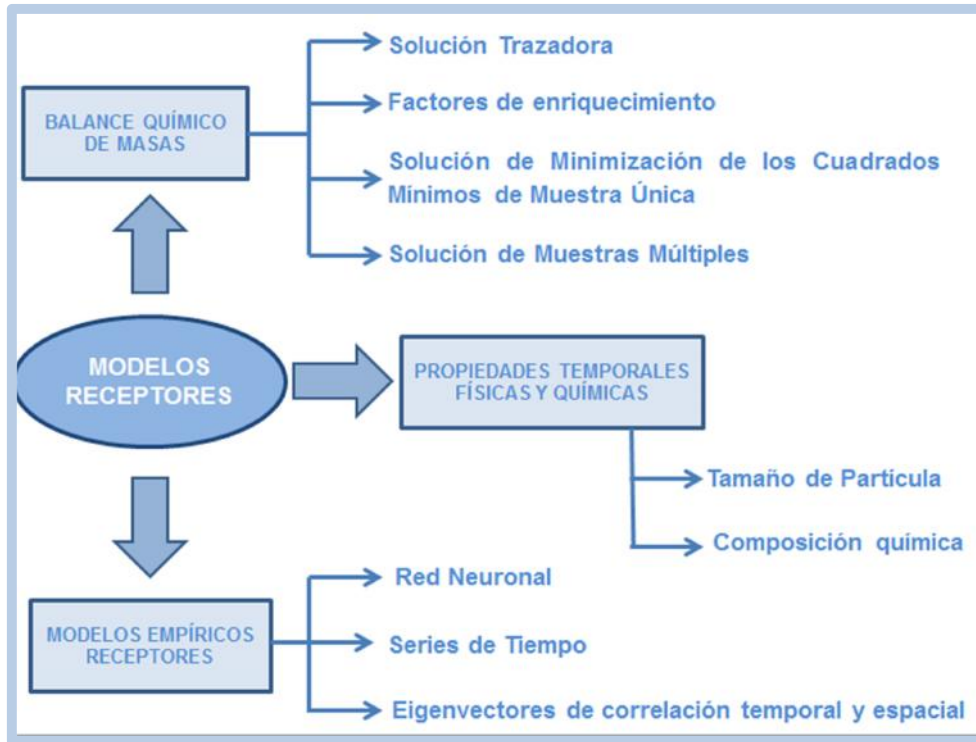 Solución Trazadora
BALANCE QUÍMICO
DE MASAS
Factores de enriquecimiento
Solución de Minimización de los Cuadrados
Mínimos de Muestra Única
Solución de Muestras Múltiples
MODELOS
RECEPTORES
PROPIEDADES TEMPORALES
FÍSICAS Y QUÍMICAS
Tamaño de Partícula
Composición química
MODELOS EMPÍRICOS
RECEPTORES
Red Neuronal
Series de Tiempo
Eigenvectores de correlación temporal y espacial